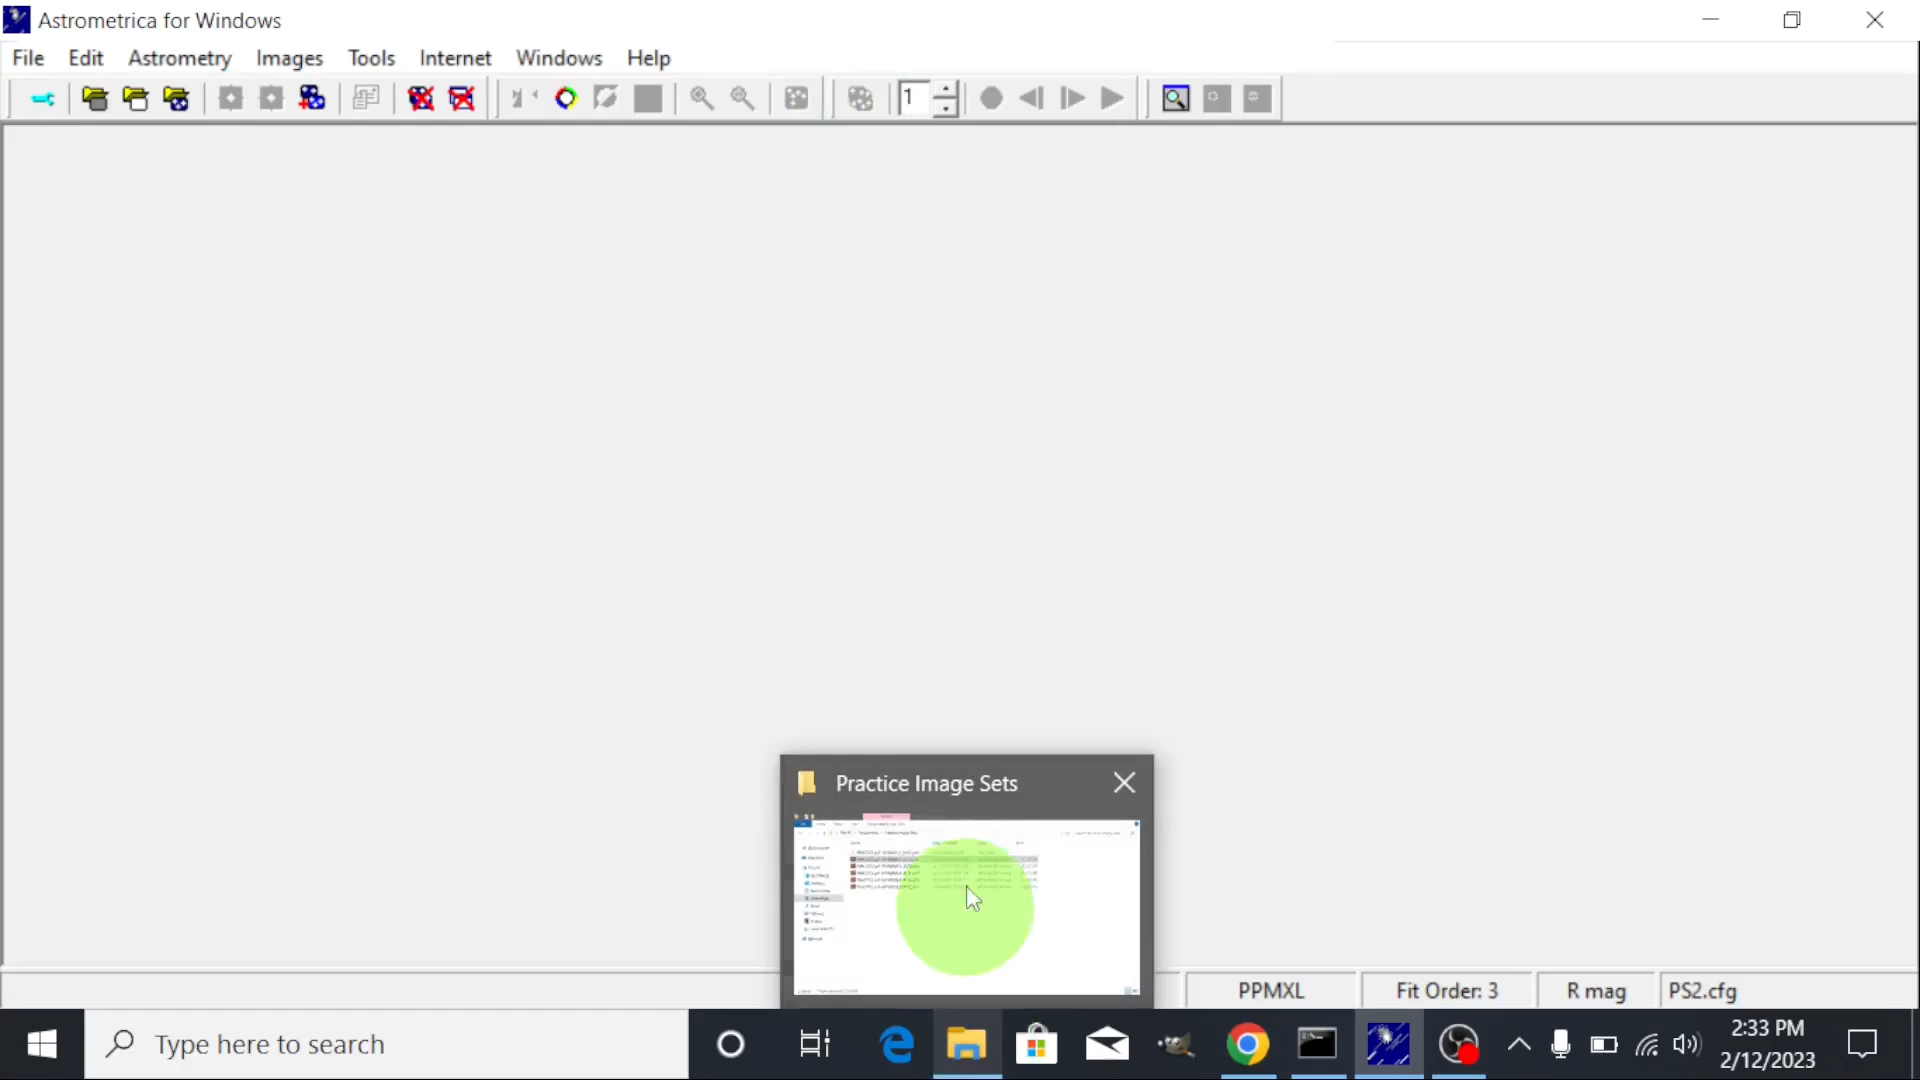 Astrometrica for Windows
File Edit Astrometry Images Tools Internet Windows Help
1
Practice Image Sets
PPMXL Fit Order: 3 R mag PS2.cfg
Type here to search
2:33 PM
2/12/2023